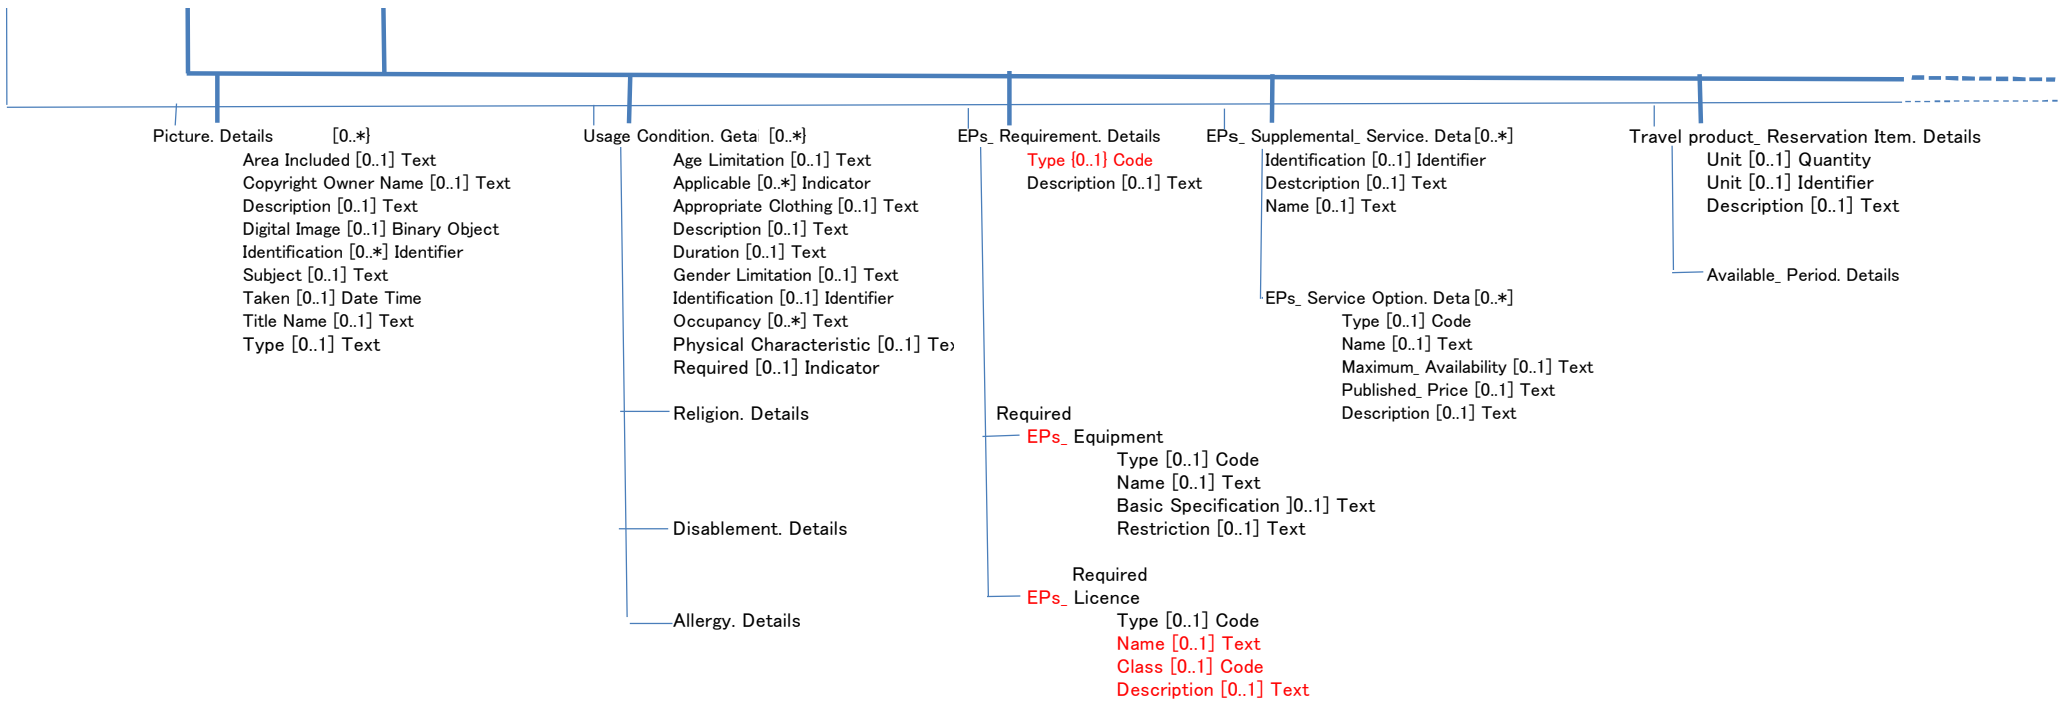 Picture. Details [0..*}
Area Included [0..1] Text
Copyright Owner Name [0..1] Text
Description [0..1] Text
Digital Image [0..1] Binary Object
Identification [0..*] Identifier
Subject [0..1] Text
Taken [0..1] Date Time
Title Name [0..1] Text
Type [0..1] Text
Usage Condition. Getai [0..*}
Age Limitation [0..1] Text
Applicable [0..*] Indicator
Appropriate Clothing [0..1] Text
Description [0..1] Text
Duration [0..1] Text
Gender Limitation [0..1] Text
Identification [0..1] Identifier
Occupancy [0..*] Text
Physical Characteristic [0..1] Tex
Required [0..1] Indicator
Religion. Details
Disablement. Details
Allergy. Details
EPs_ Requirement. Details
Type {0..1} Code
Description [0..1] Text
Required
EPs_ Equipment
Type [0..1] Code
Name [0..1] Text
Basic Specification ]0..1] Text
Restriction [0..1] Text
Required
EPs_ Licence
Type [0..1] Code
Name [0..1] Text
Class [0..1] Code
Description [0..1] Text
EPs_ Supplemental_ Service. Deta [0..*]
Identification [0..1] Identifier
Destcription [0..1] Text
Name [0..1] Text
EPs_ Service Option. Deta [0..*]
Type [0..1] Code
Name [0..1] Text
Maximum_ Availability [0..1] Text
Published_ Price [0..1] Text
Description [0..1] Text
Travel product_ Reservation Item. Details
Unit [0..1] Quantity
Unit [0..1] Identifier
Description [0..1] Text
Available_ Period. Details